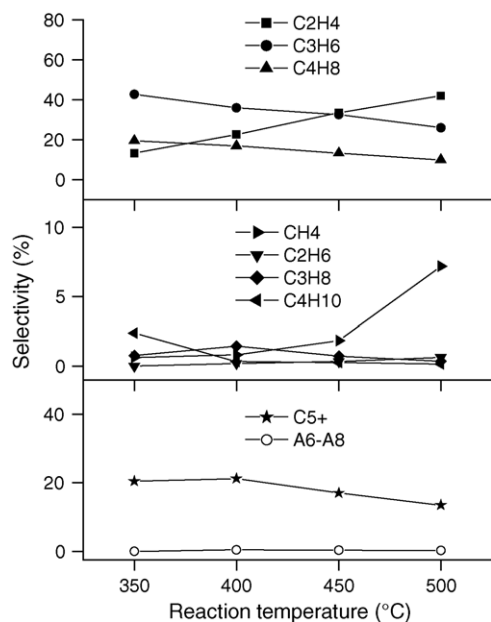 C2H4
C3H6
C4H8
80
60
40
20
0
CH4
C2H6
C3H8
C4H10
10
5
0
Selectivity (%)
C5+
A6-A8
40
20
0
350 400 450 500
Reaction temperature (°C)